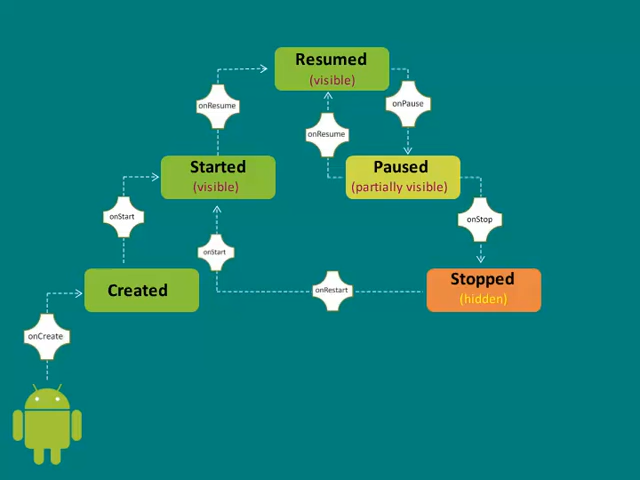 Resumed
(visible)
onResume
onPause
onResume
Started
(visible)
Paused
(partially visible)
onStart
onStop
onStart
Created
onRestart
Stopped
(hidden)
onCreate